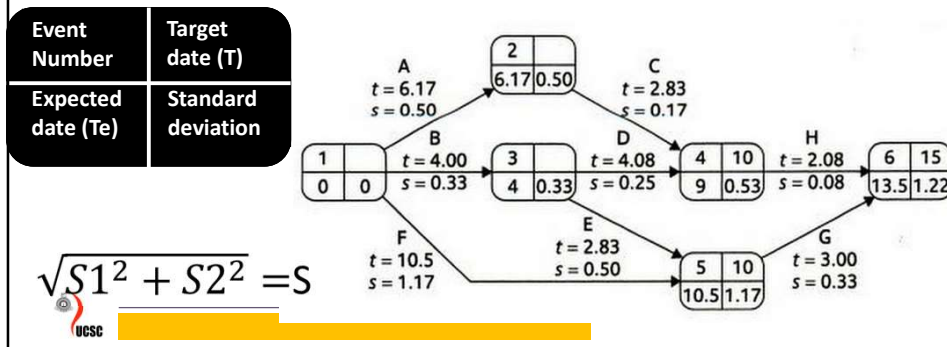 Event Number
Target date (T)
Expected date (Te)
Standard deviation
A
t = 6.17
s = 0.50
2
6.17 0.50
C
t = 2.83
s = 0.17
1
0 0
B
t = 4.00
s = 0.33
3
4 0.33
D
t = 4.08
s = 0.25
4 10
9 0.53
H
t = 2.08
s = 0.08
6 15
13.5 1.22
F
t = 10.5
s = 1.17
E
t = 2.83
s = 0.50
5 10
10.5 1.17
G
t = 3.00
s = 0.33
√S1² + S2² =S
UCSC